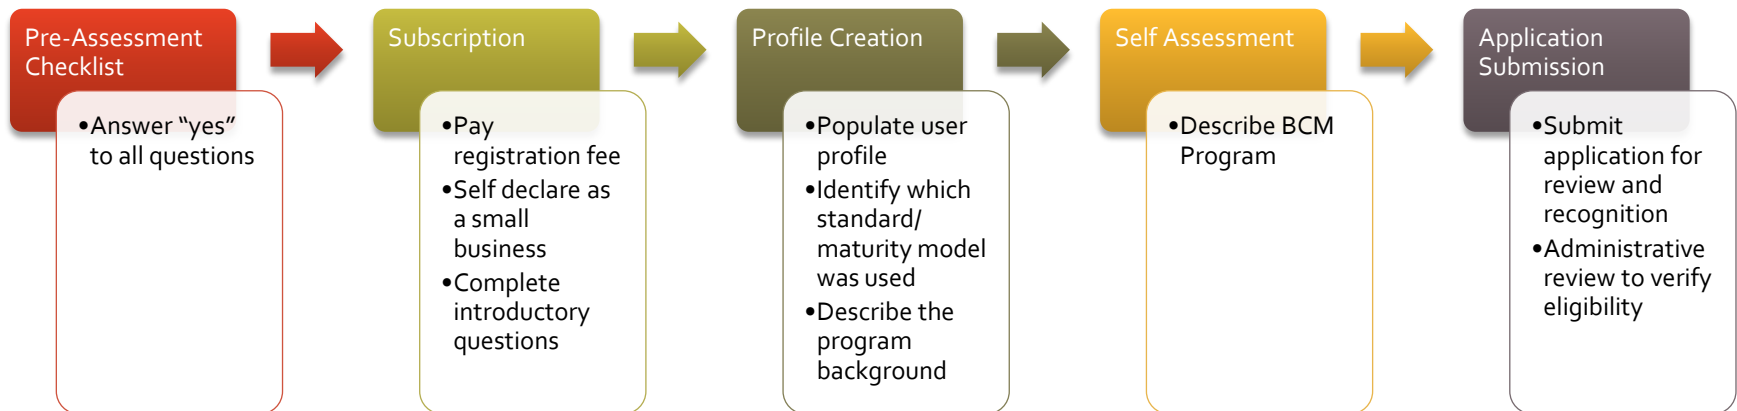 Pre-Assessment
Checklist
•Answer “yes”
to all questions
Subscription
•Pay
registration fee
•Self declare as
a small
business
•Complete
introductory
questions
Profile Creation
•Populate user
profile
•Identify which
standard/
maturity model
was used
•Describe the
program
background
Self Assessment
•Describe BCM
Program
Application
Submission
•Submit
application for
review and
recognition
•Administrative
review to verify
eligibility